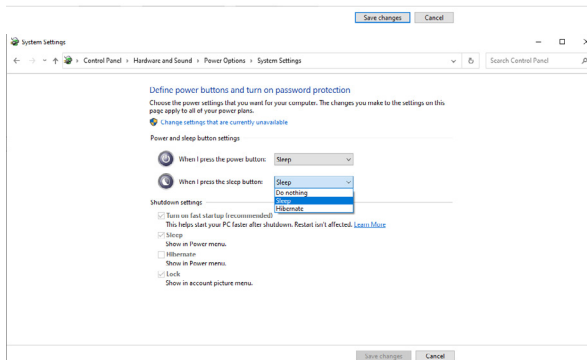 Save changes Cancel
System Settings
Control Panel > Hardware and Sound > Power Options > System Settings
Search Control Panel
Define power buttons and turn on password protection
Choose the power settings that you want for your computer. The changes you make to the settings on this
page apply to all of your power plans.
Change settings that are currently unavailable
Power and sleep button settings
When I press the power button: Sleep
When I press the sleep button: Sleep
Do nothing
Sleep
Hibernate
Shutdown settings
Turn on fast startup (recommended)
This helps start your PC faster after shutdown. Restart isn't affected. Learn More
Sleep
Show in Power menu.
Hibernate
Show in Power menu.
Lock
Show in account picture menu.
Save changes Cancel